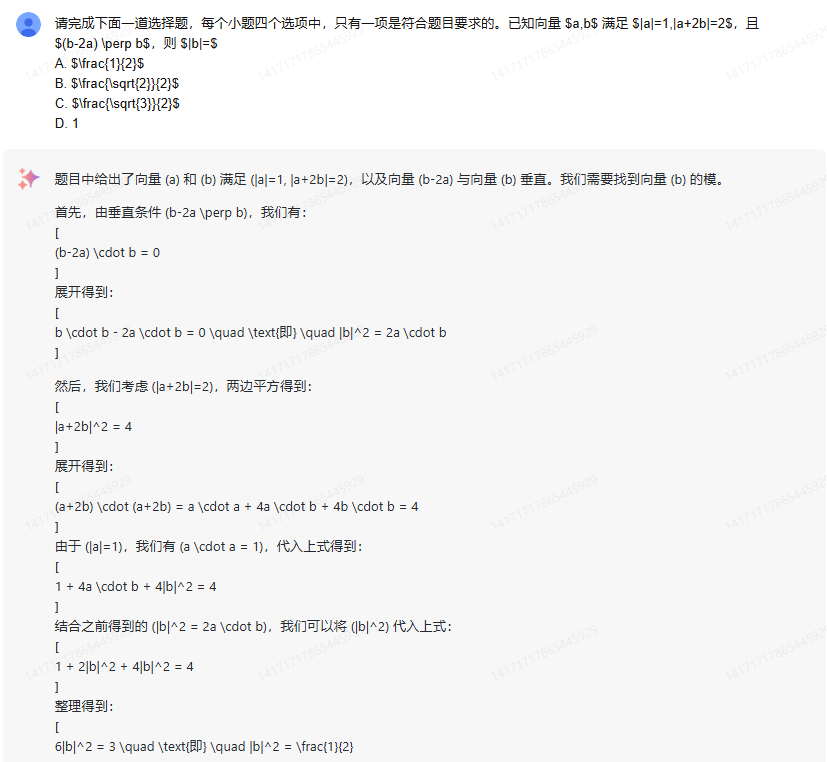 请完成下面一道选择题，每个小题四个选项中，只有一项是符合题目要求的。已知向量 $a,b$ 满足 $|a|=1,|a+2b|=2$，且
$(b-2a) \perp b$，则 $|b|=$
A. $\frac{1}{2}$
B. $\frac{\sqrt{2}}{2}$
C. $\frac{\sqrt{3}}{2}$
D. 1
题目中给出了向量 (a) 和 (b) 满足 (|a|=1, |a+2b|=2)，以及向量 (b-2a) 与向量 (b) 垂直。我们需要找到向量 (b) 的模。
首先，由垂直条件 (b-2a \perp b)，我们有：
[
(b-2a) \cdot b = 0
]
展开得到：
[
b \cdot b - 2a \cdot b = 0 \quad \text{即} \quad |b|^2 = 2a \cdot b
]
然后，我们考虑 (|a+2b|=2)，两边平方得到：
[
|a+2b|^2 = 4
]
展开得到：
[
(a+2b) \cdot (a+2b) = a \cdot a + 4a \cdot b + 4b \cdot b = 4
]
由于 (|a|=1)，我们有 (a \cdot a = 1)，代入上式得到：
[
1 + 4a \cdot b + 4|b|^2 = 4
]
结合之前得到的 (|b|^2 = 2a \cdot b)，我们可以将 (|b|^2) 代入上式：
[
1 + 2|b|^2 + 4|b|^2 = 4
]
整理得到：
[
6|b|^2 = 3 \quad \text{即} \quad |b|^2 = \frac{1}{2}